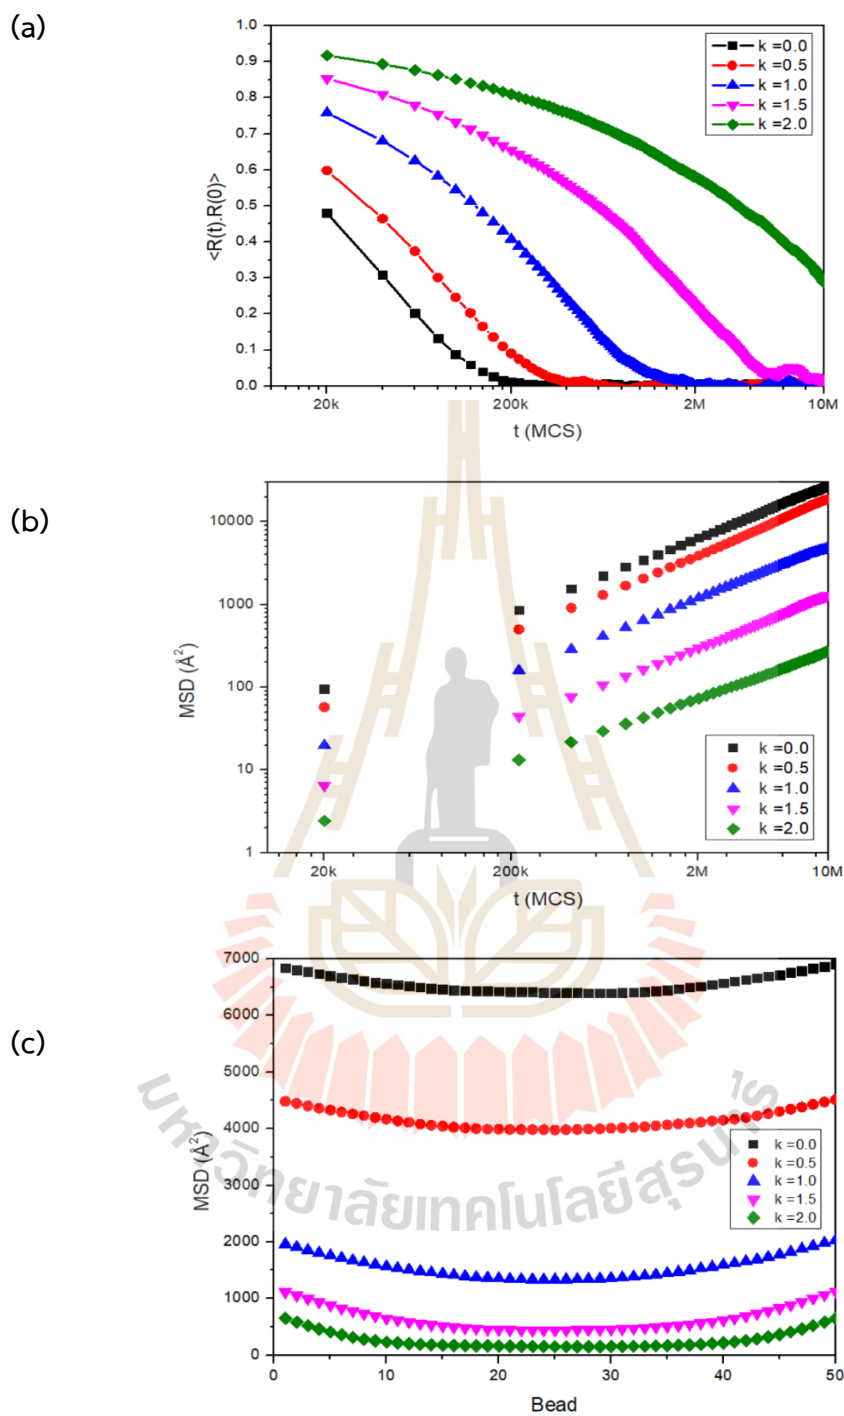 (a)
<R(t).R(0)>
1.0
0.9
0.8
0.7
0.6
0.5
0.4
0.3
0.2
0.1
0.0
k =0.0
k =0.5
k =1.0
k =1.5
k =2.0
20k 200k 2M 10M
t (MCS)
(b)
MSD (Å²)
10000
1000
100
10
1
k =0.0
k =0.5
k =1.0
k =1.5
k =2.0
20k 200k 2M 10M
t (MCS)
(c)
MSD (Å²)
7000
6000
5000
4000
3000
2000
1000
0
k =0.0
k =0.5
k =1.0
k =1.5
k =2.0
0 10 20 30 40 50
Bead
มหาวิทยาลัยเทคโนโลยีสุรนารี